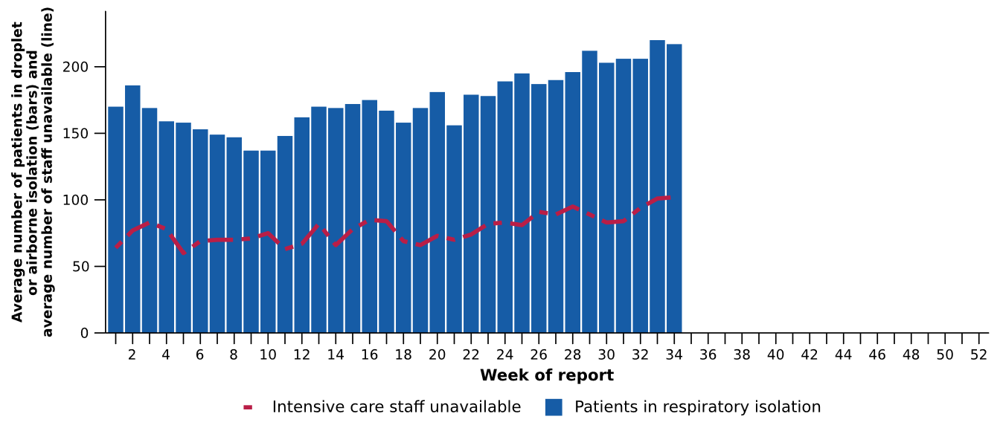 Average number of patients in droplet
or airborne isolation (bars) and
average number of staff unavailable (line)
200
150
100
50
0
2 4 6 8 10 12 14 16 18 20 22 24 26 28 30 32 34 36 38 40 42 44 46 48 50 52
Week of report
Intensive care staff unavailable Patients in respiratory isolation